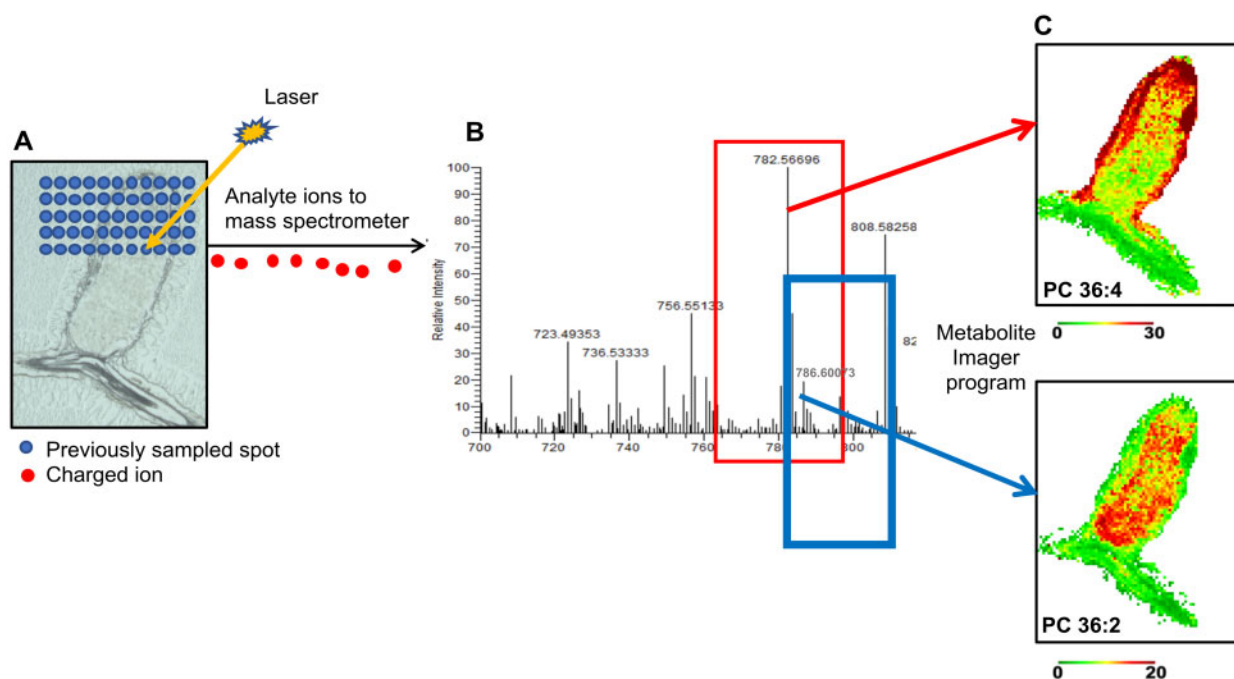 A
Laser
Analyte ions to
mass spectrometer
Previously sampled spot
Charged ion
B
Relative Intensity
100
90
80
70
60
50
40
30
20
10
0
700
720
740
760
780
800
723.49353
736.53333
756.55133
782.56696
786.60073
808.58258
82
Metabolite
Imager
program
C
PC 36:4
0
30
PC 36:2
0
20